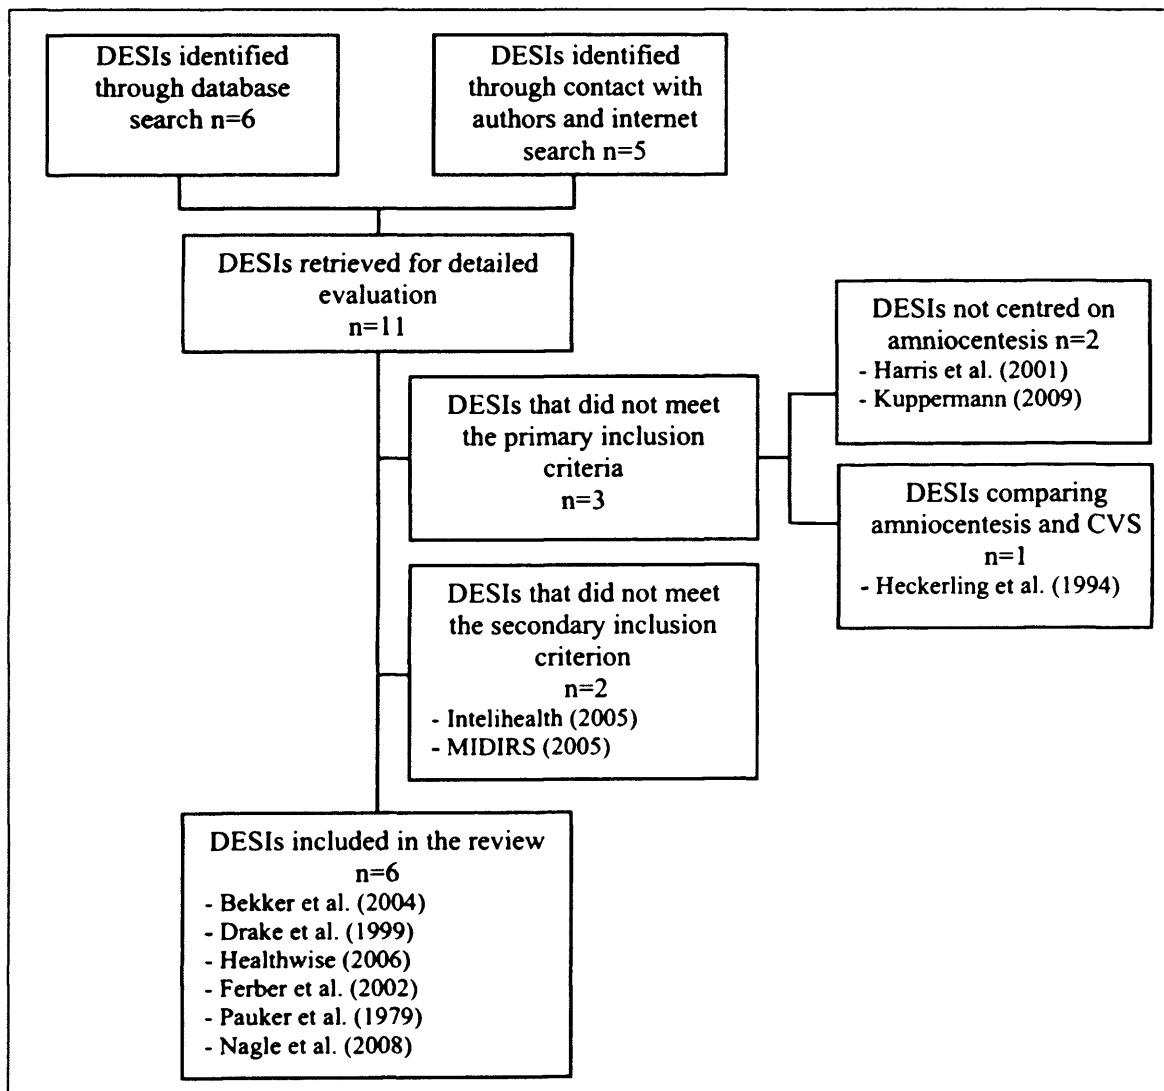 DESIs identified
through database
search n=6
DESIs identified
through contact with
authors and internet
search n=5
DESIs retrieved for detailed
evaluation
n=11
DESIs that did not meet
the primary inclusion
criteria
n=3
DESIs not centred on
amniocentesis n=2
- Harris et al. (2001)
- Kuppermann (2009)
DESIs comparing
amniocentesis and CVS
n=1
- Heckerling et al. (1994)
DESIs that did not meet
the secondary inclusion
criterion
n=2
- Intelihealth (2005)
- MIDIRS (2005)
DESIs included in the review
n=6
- Bekker et al. (2004)
- Drake et al. (1999)
- Healthwise (2006)
- Ferber et al. (2002)
- Pauker et al. (1979)
- Nagle et al. (2008)